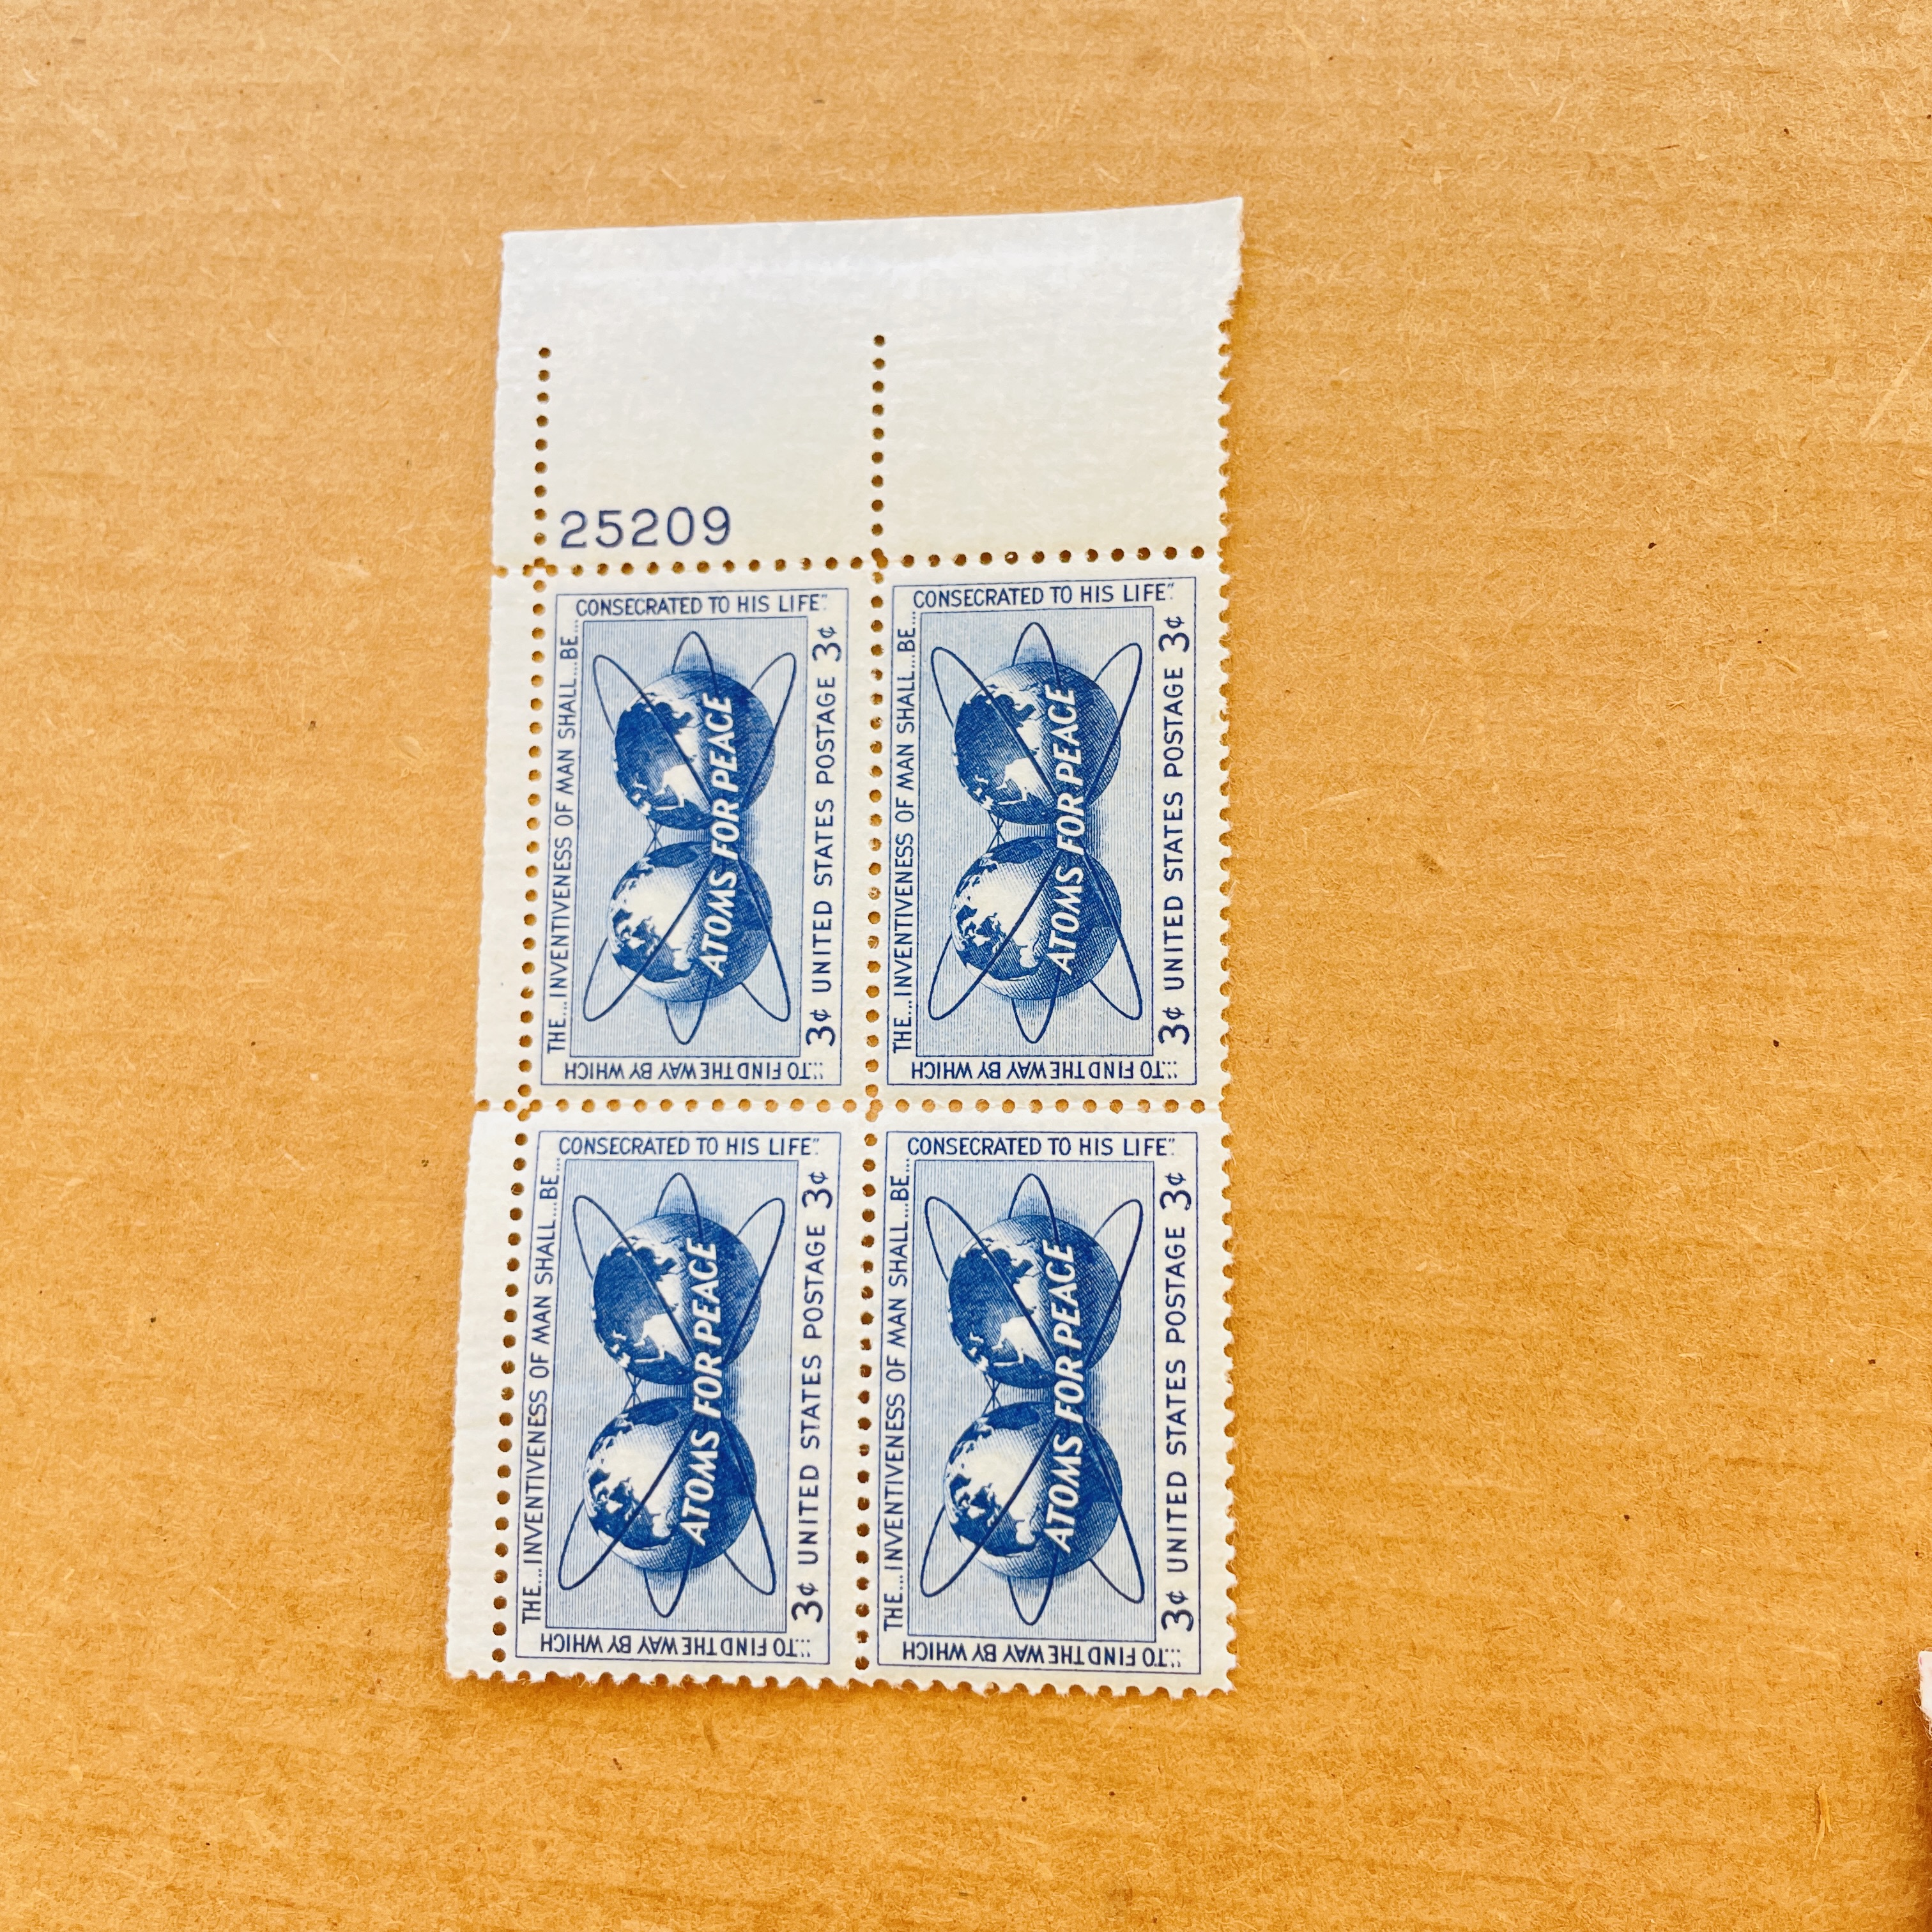 25209
CONSECRATED TO HIS LIFE."
THE...INVENTIVENESS OF MAN SHALL...BE...
ATOMS FOR PEACE
3¢ UNITED STATES POSTAGE 3¢
"...TO FIND THE WAY BY WHICH
CONSECRATED TO HIS LIFE."
THE...INVENTIVENESS OF MAN SHALL...BE...
ATOMS FOR PEACE
3¢ UNITED STATES POSTAGE 3¢
"...TO FIND THE WAY BY WHICH
CONSECRATED TO HIS LIFE."
THE...INVENTIVENESS OF MAN SHALL...BE...
ATOMS FOR PEACE
3¢ UNITED STATES POSTAGE 3¢
"...TO FIND THE WAY BY WHICH
CONSECRATED TO HIS LIFE."
THE...INVENTIVENESS OF MAN SHALL...BE...
ATOMS FOR PEACE
3¢ UNITED STATES POSTAGE 3¢
"...TO FIND THE WAY BY WHICH